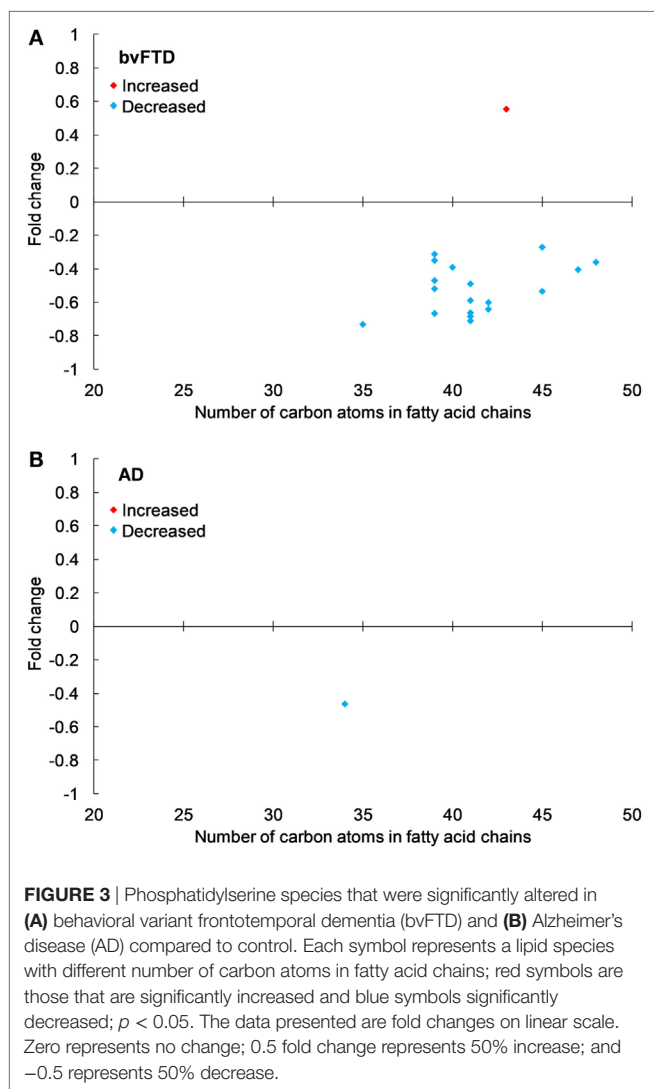 A
bvFTD
Increased
Decreased
1
0.8
0.6
0.4
0.2
0
-0.2
-0.4
-0.6
-0.8
-1
Fold change
20 25 30 35 40 45 50
Number of carbon atoms in fatty acid chains
B
AD
Increased
Decreased
1
0.8
0.6
0.4
0.2
0
-0.2
-0.4
-0.6
-0.8
-1
Fold change
20 25 30 35 40 45 50
Number of carbon atoms in fatty acid chains
FIGURE 3 | Phosphatidylserine species that were significantly altered in
(A) behavioral variant frontotemporal dementia (bvFTD) and (B) Alzheimer's
disease (AD) compared to control. Each symbol represents a lipid species
with different number of carbon atoms in fatty acid chains; red symbols are
those that are significantly increased and blue symbols significantly
decreased; p < 0.05. The data presented are fold changes on linear scale.
Zero represents no change; 0.5 fold change represents 50% increase; and
−0.5 represents 50% decrease.